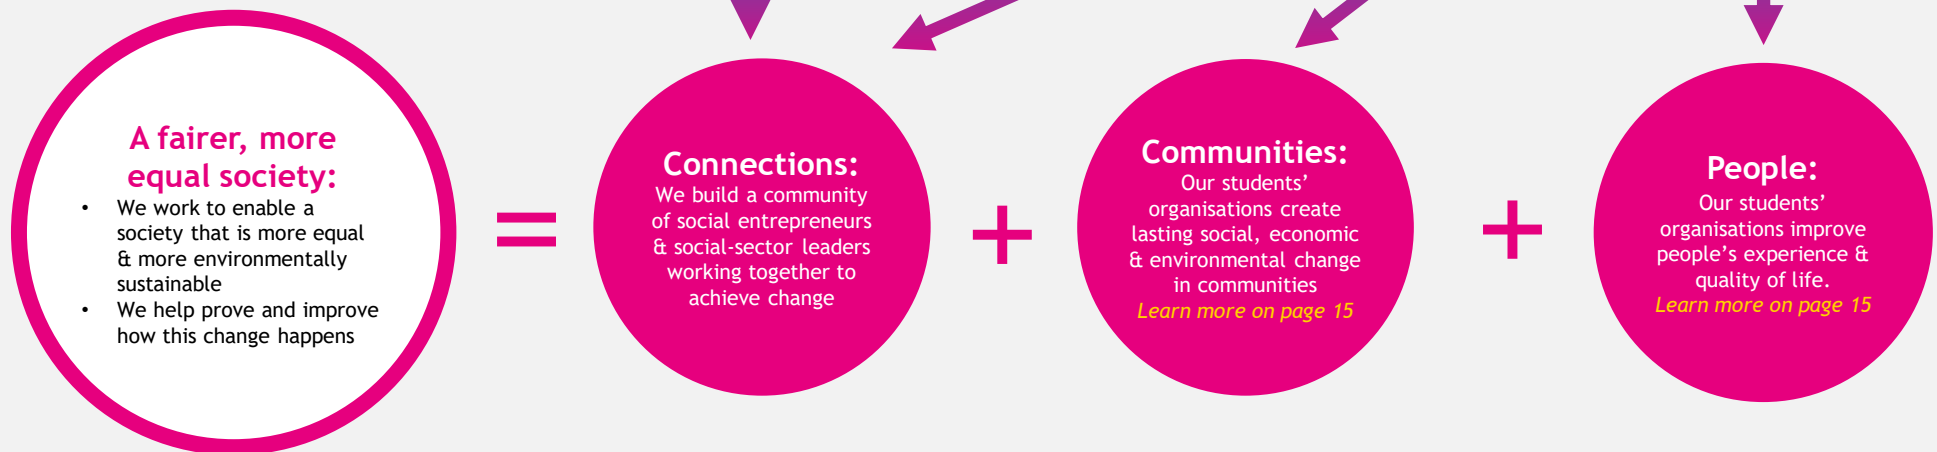 A fairer, more
equal society:
• We work to enable a
society that is more equal
& more environmentally
sustainable
• We help prove and improve
how this change happens
=
Connections:
We build a community
of social entrepreneurs
& social-sector leaders
working together to
achieve change
+
Communities:
Our students’
organisations create
lasting social, economic
& environmental change
in communities
Learn more on page 15
+
People:
Our students’
organisations improve
people’s experience &
quality of life.
Learn more on page 15